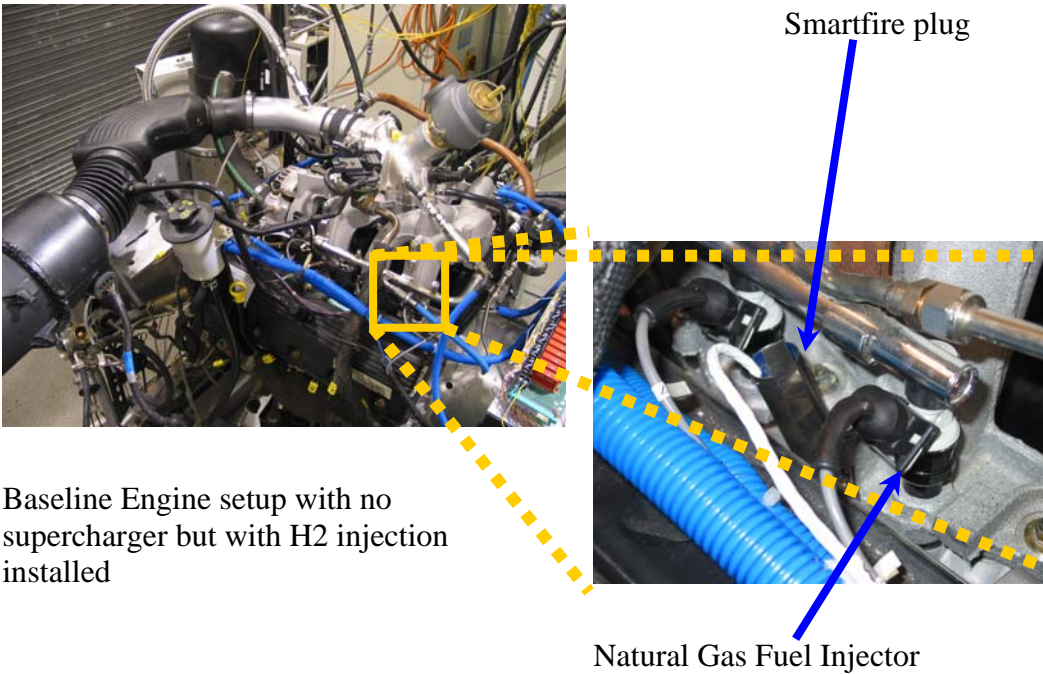 Smartfire plug
Baseline Engine setup with no
supercharger but with H2 injection
installed
Natural Gas Fuel Injector